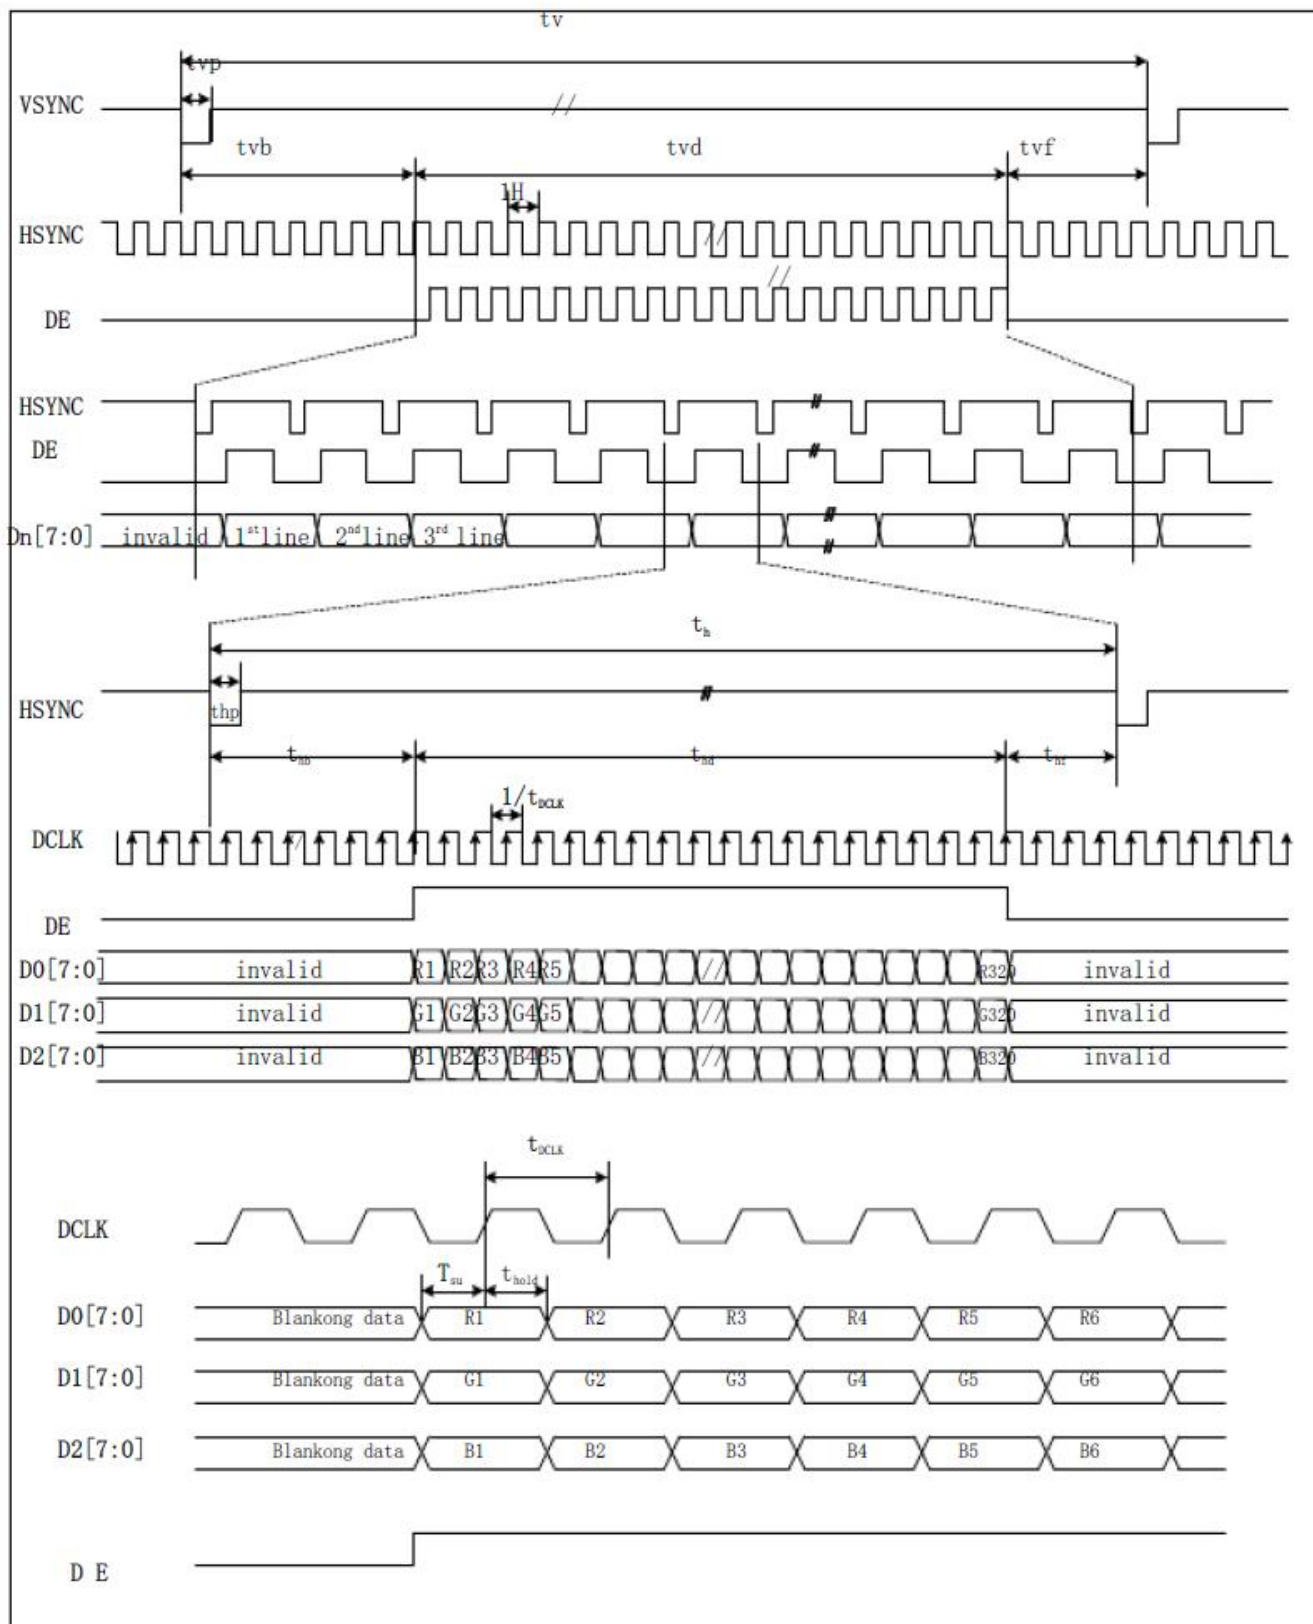 tv
tvp
VSYNC
tvb tvd tvf
1H
HSYNC
DE
HSYNC
DE
Dn[7:0] invalid 1st line 2nd line 3rd line
th
HSYNC
thp
thb thd thf
1/tDCLK
DCLK
DE
D0[7:0] invalid R1 R2 R3 R4 R5 R320 invalid
D1[7:0] invalid G1 G2 G3 G4 G5 G320 invalid
D2[7:0] invalid B1 B2 B3 B4 B5 B320 invalid
tDCLK
DCLK
Tsu thold
D0[7:0] Blankong data R1 R2 R3 R4 R5 R6
D1[7:0] Blankong data G1 G2 G3 G4 G5 G6
D2[7:0] Blankong data B1 B2 B3 B4 B5 B6
D E